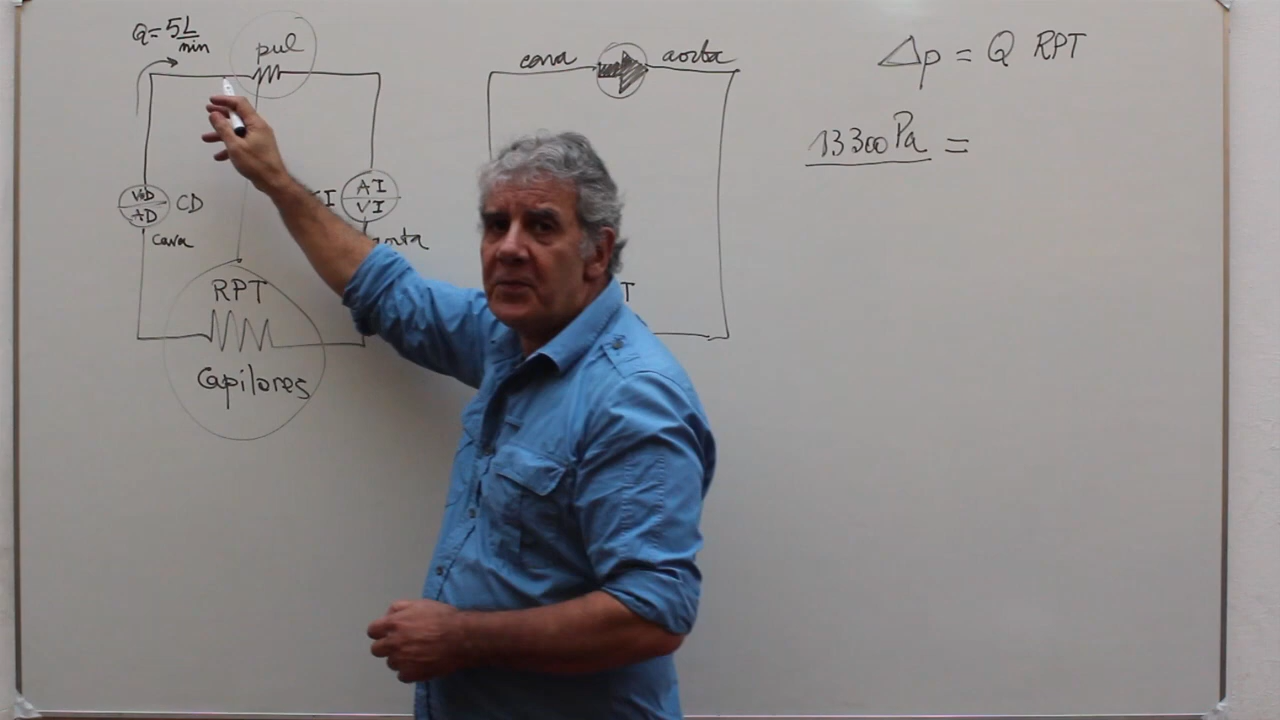 Q = 5 L/min
pul
VD
AD
CD
cava
AI
VI
aorta
RPT
Capilares
cava
aorta
Δp = Q RPT
13300 Pa =